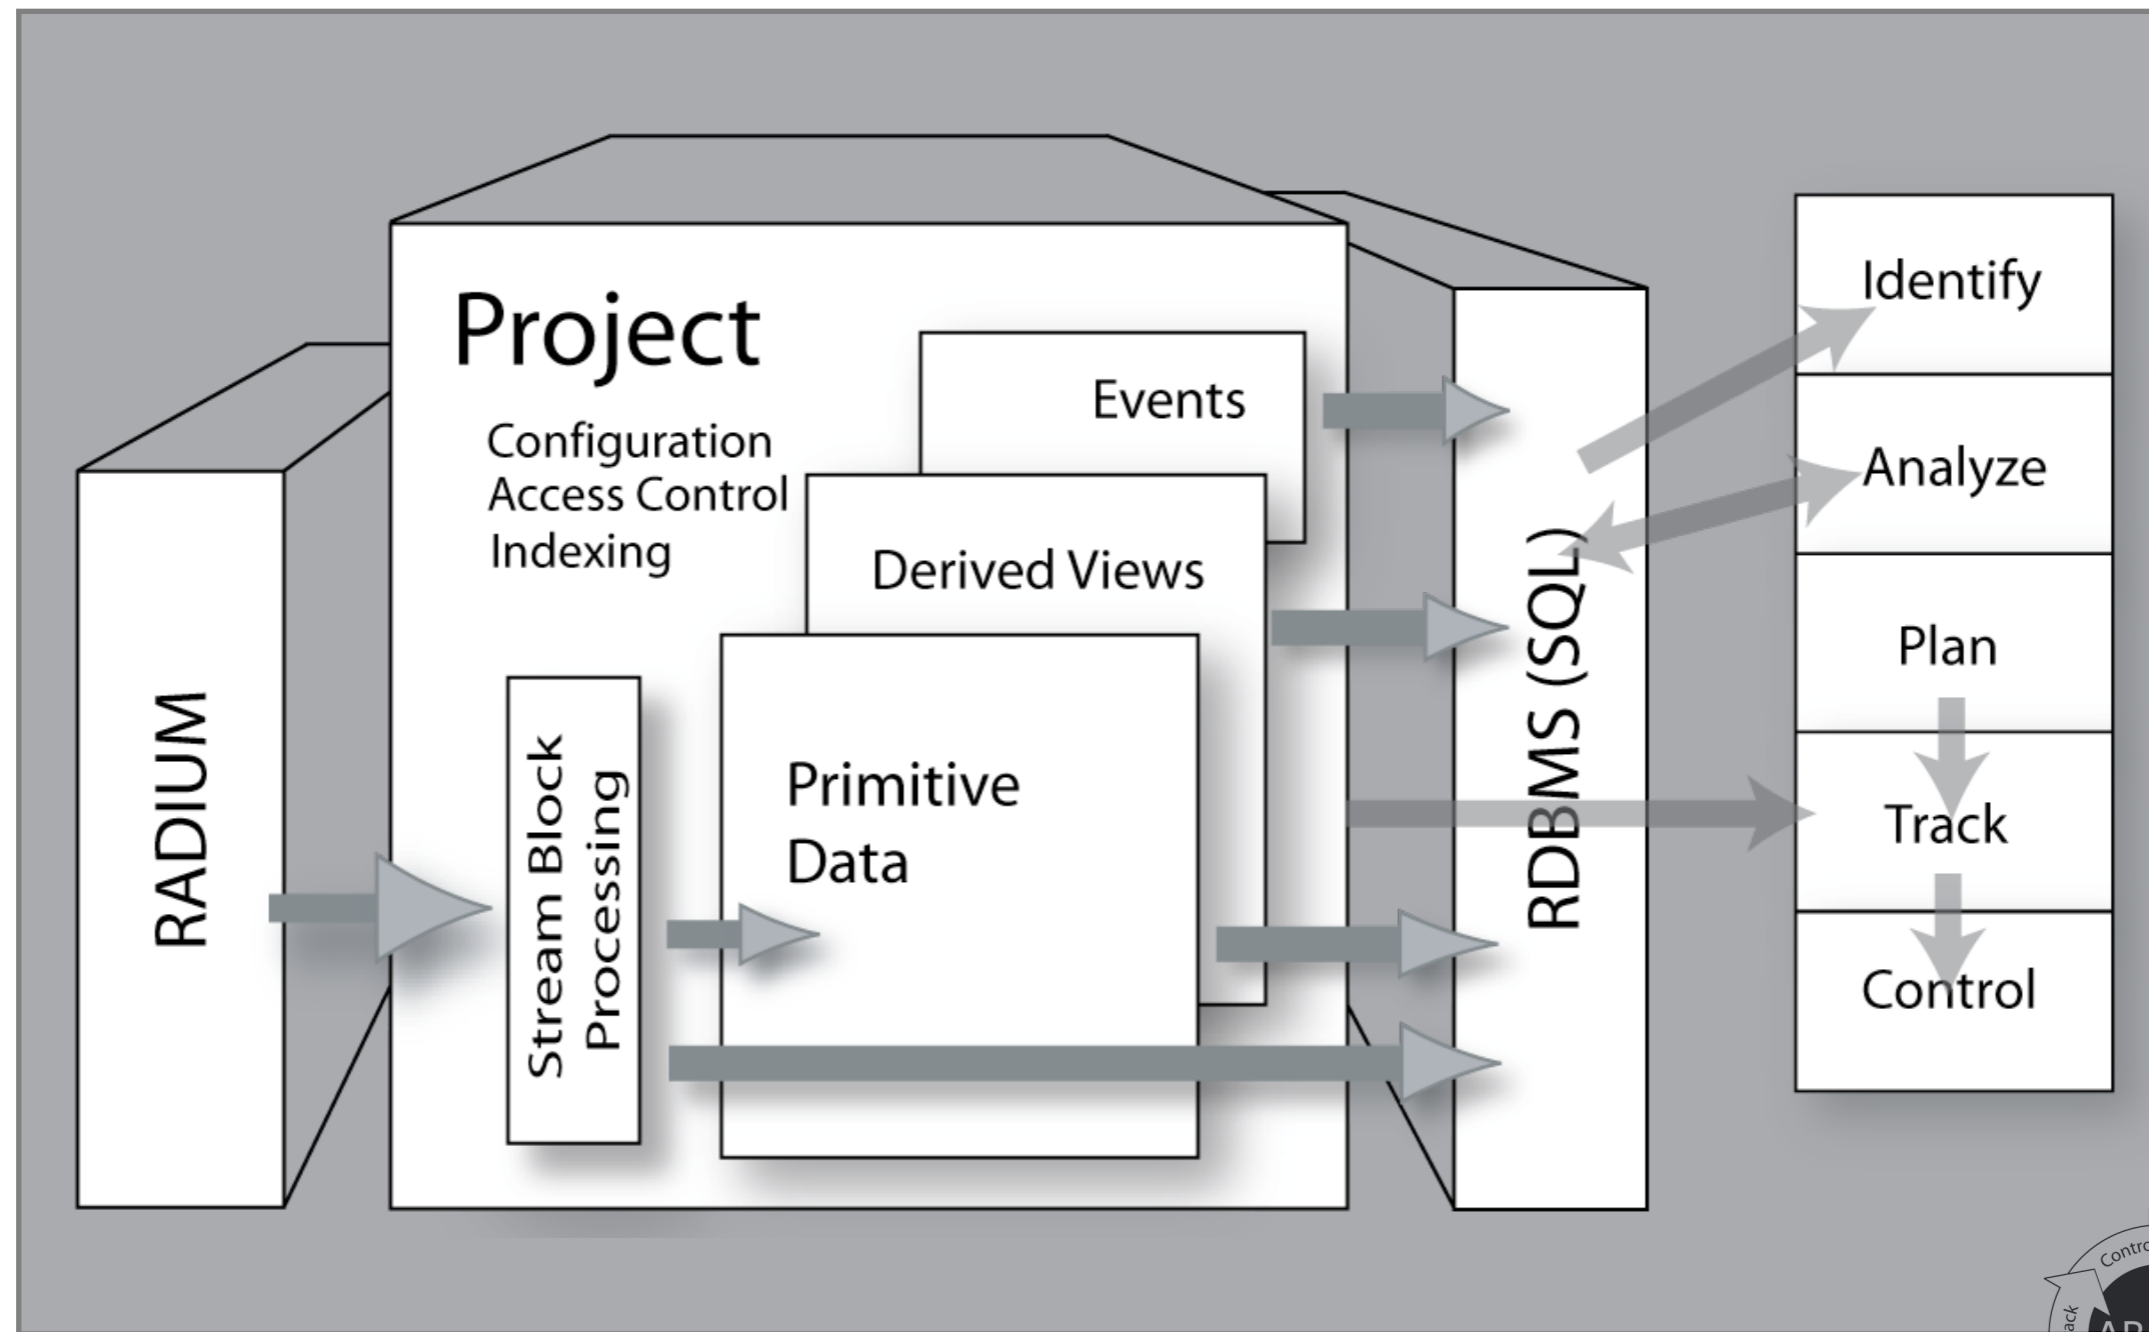 Project
Configuration
Access Control
Indexing
Events
Derived Views
Primitive
Data
Stream Block
Processing
RADIUM
RDBMS (SQL)
Identify
Analyze
Plan
Track
Control